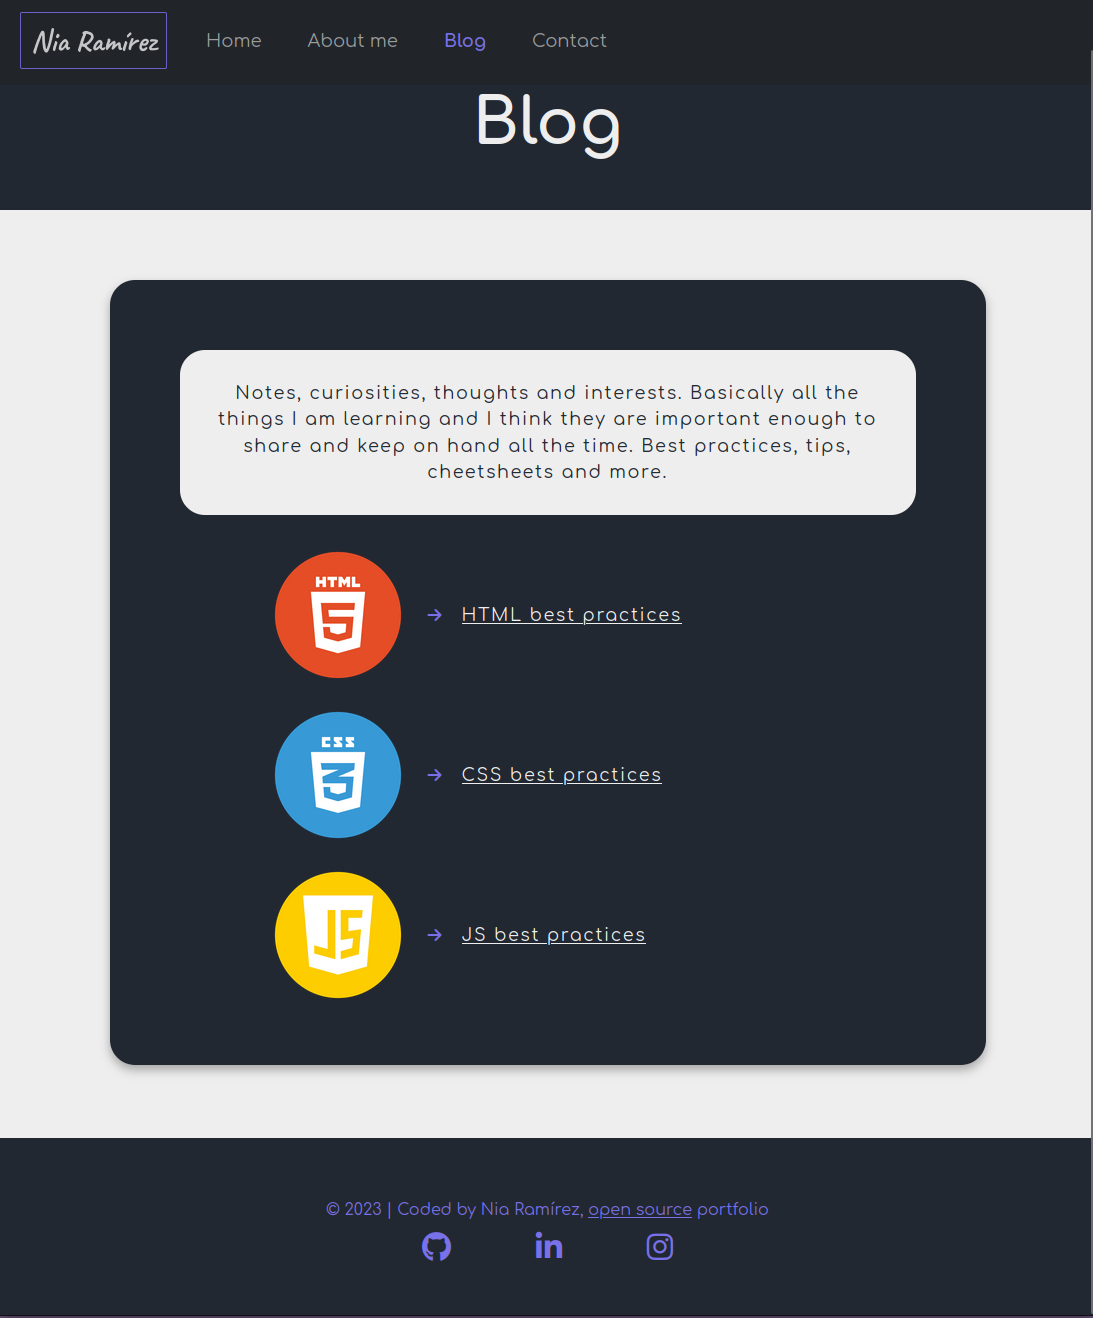 Nia Ramírez
Home
About me
Blog
Contact
Blog
Notes, curiosities, thoughts and interests. Basically all the
things I am learning and I think they are important enough to
share and keep on hand all the time. Best practices, tips,
cheetsheets and more.
HTML
5
HTML best practices
CSS
3
CSS best practices
JS
JS best practices
© 2023 | Coded by Nia Ramírez, open source portfolio
in